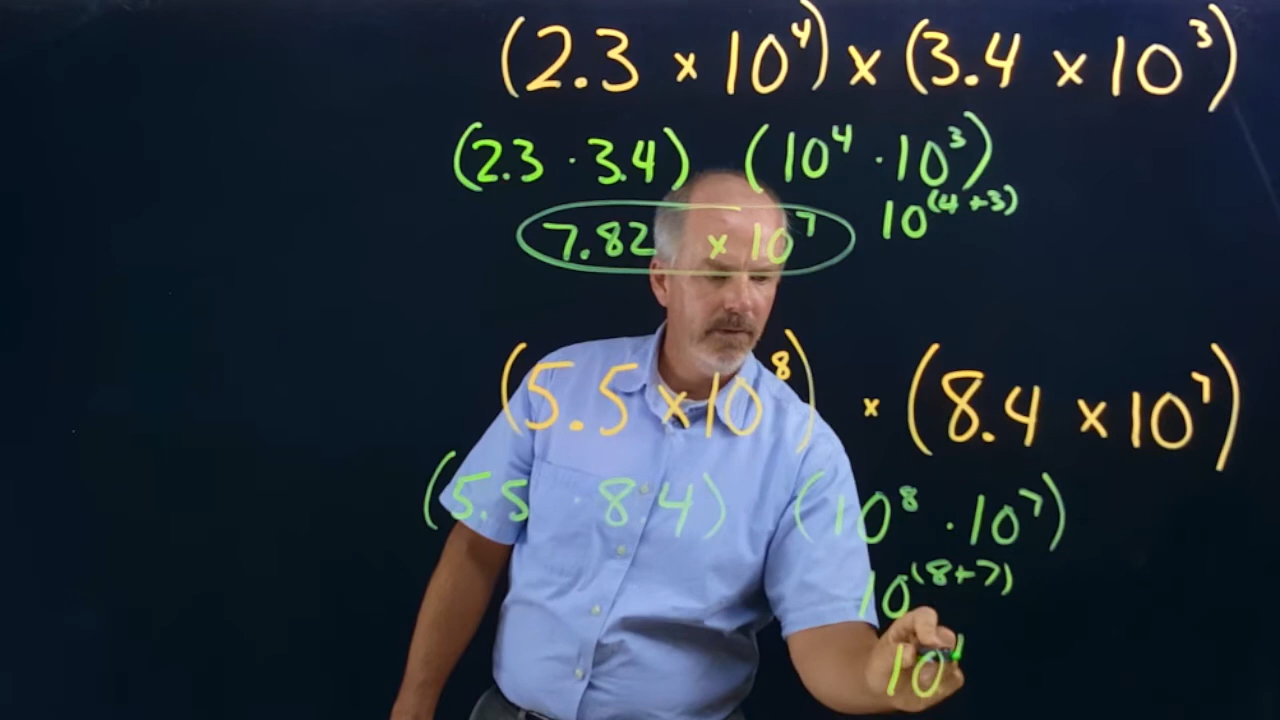 (2.3 × 10⁴) × (3.4 × 10³)
(2.3 · 3.4) (10⁴ · 10³)
10⁽⁴⁺³⁾
7.82 × 10⁷
(5.5 × 10⁸) × (8.4 × 10⁷)
(5.5 · 8.4) (10⁸ · 10⁷)
10⁽⁸⁺⁷⁾
10